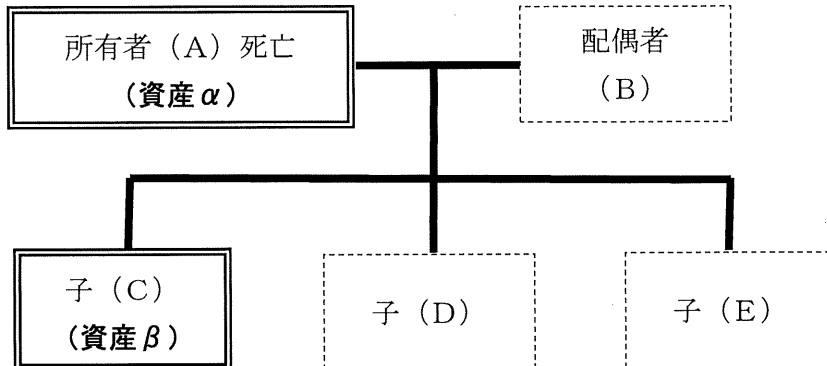 所有者（A）死亡
（資産α）
配偶者
（B）
子（C）
（資産β）
子（D）
子（E）